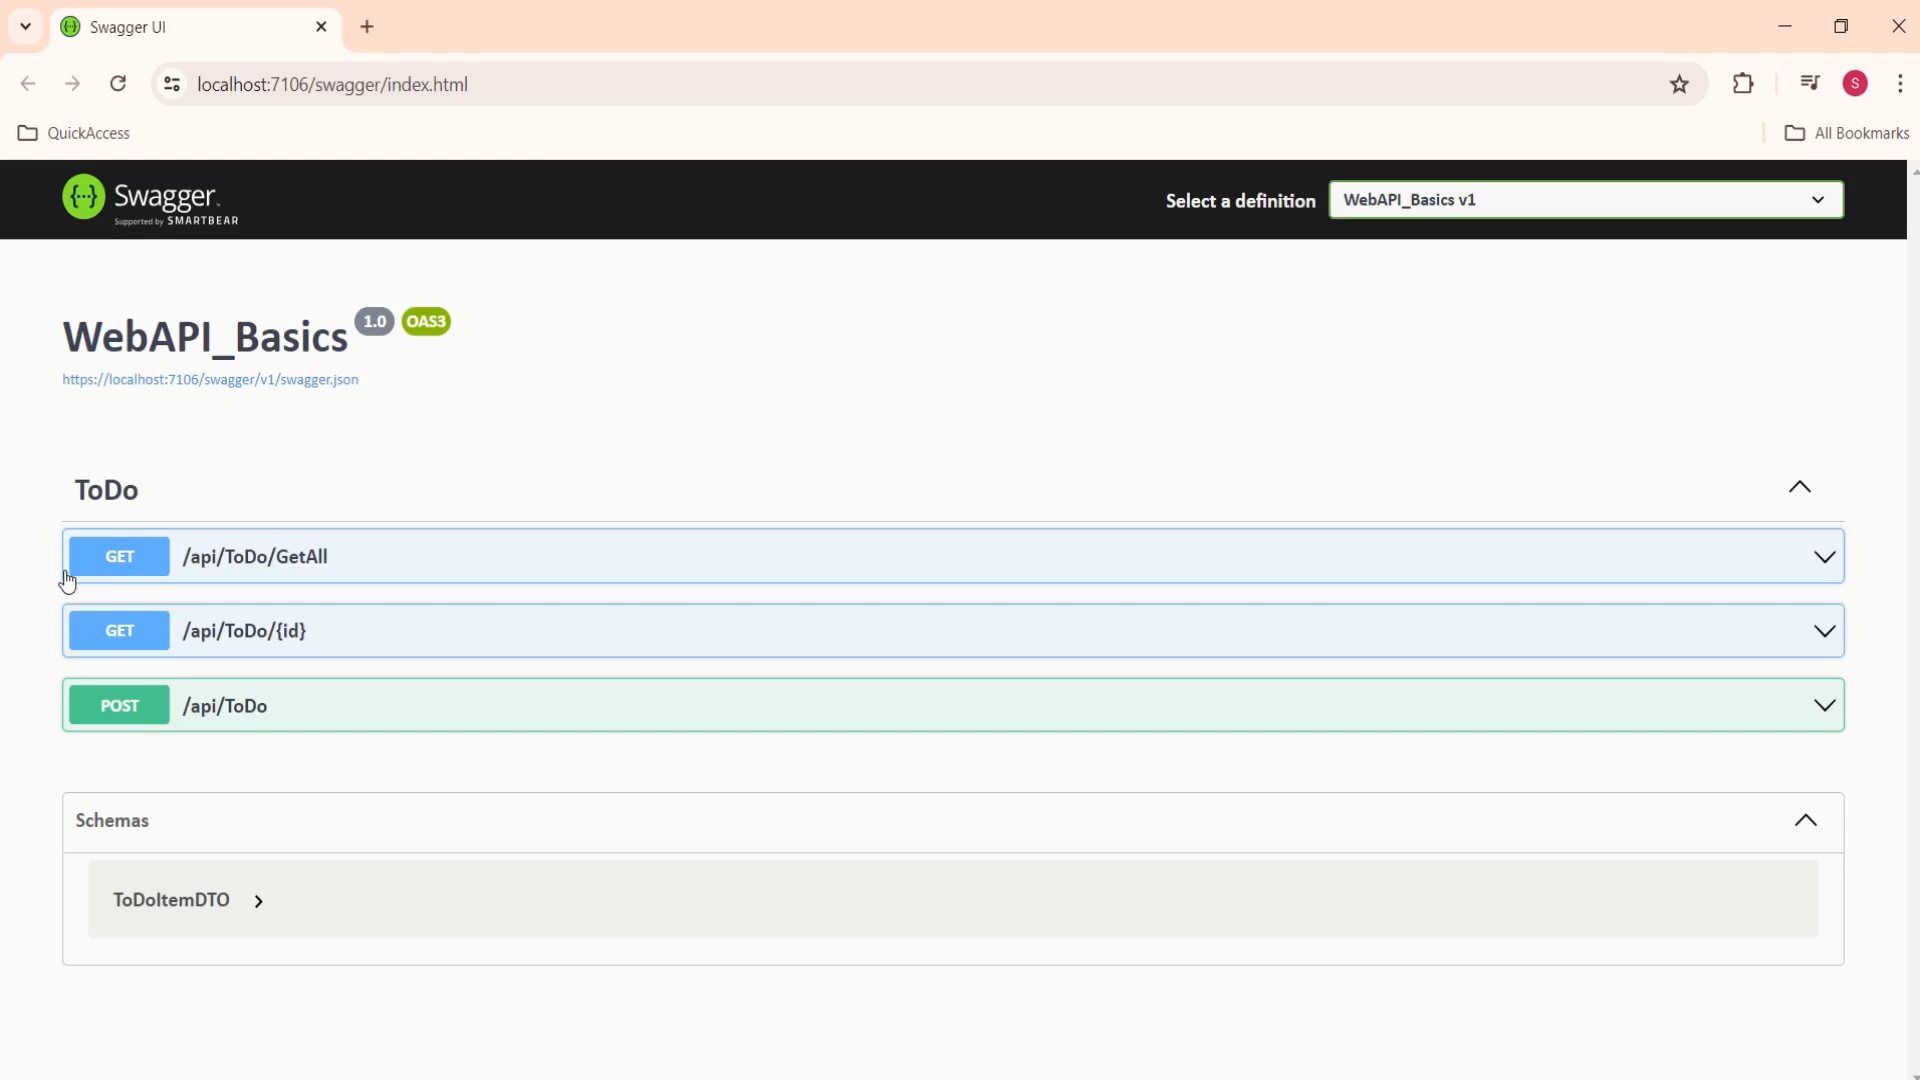 Swagger UI
localhost:7106/swagger/index.html
S
QuickAccess
All Bookmarks
{...} Swagger.
Supported by SMARTBEAR
Select a definition
WebAPI_Basics v1
WebAPI_Basics 1.0 OAS3
https://localhost:7106/swagger/v1/swagger.json
ToDo
GET /api/ToDo/GetAll
GET /api/ToDo/{id}
POST /api/ToDo
Schemas
ToDoItemDTO